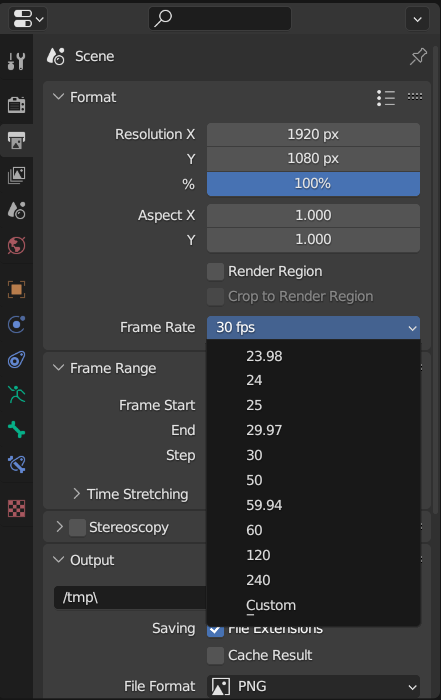 Scene
Format
Resolution X 1920 px
Y 1080 px
% 100%
Aspect X 1.000
Y 1.000
Render Region
Crop to Render Region
Frame Rate 30 fps
23.98
Frame Range
24
Frame Start 25
End 29.97
Step 30
50
Time Stretching
59.94
Stereoscopy 60
120
Output
240
/tmp\ Custom
Saving File Extensions
Cache Result
File Format PNG